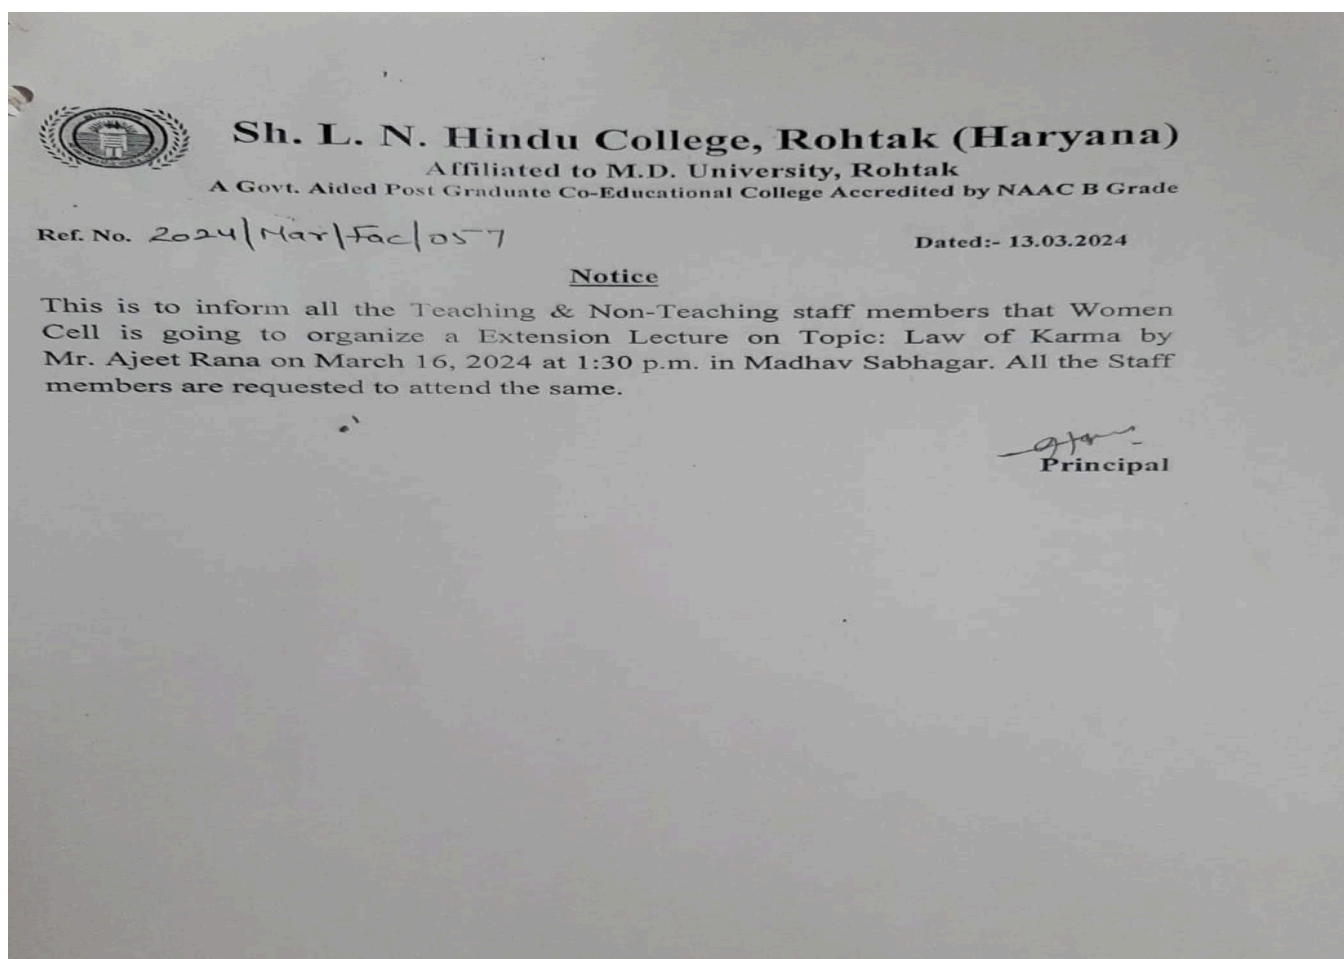 Sh. L. N. Hindu College, Rohtak (Haryana)
Affiliated to M.D. University, Rohtak
A Govt. Aided Post Graduate Co-Educational College Accredited by NAAC B Grade
Ref. No. 2024/Mar/Fac/057
Dated:- 13.03.2024
Notice
This is to inform all the Teaching & Non-Teaching staff members that Women
Cell is going to organize a Extension Lecture on Topic: Law of Karma by
Mr. Ajeet Rana on March 16, 2024 at 1:30 p.m. in Madhav Sabhagar. All the Staff
members are requested to attend the same.
Principal